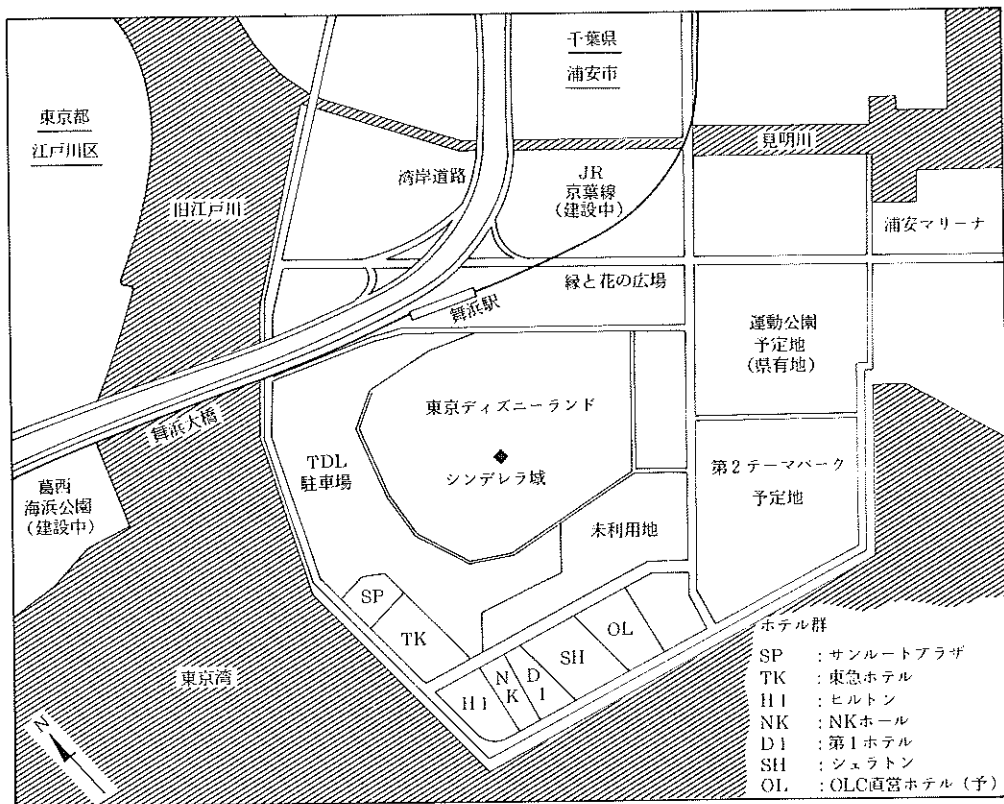 千葉県
浦安市
東京都
江戸川区
旧江戸川
湾岸道路
JR
京葉線
(建設中)
見明川
浦安マリーナ
緑と花の広場
舞浜駅
運動公園
予定地
(県有地)
東京ディズニーランド
舞浜大橋
TDL
駐車場
シンデレラ城
第2テーマパーク
予定地
葛西
海浜公園
(建設中)
未利用地
SP
TK
OL
SH
D
I
N
K
HI
東京湾
N
ホテル群
SP :サンルートプラザ
TK :東急ホテル
HI :ヒルトン
NK :NKホール
DI :第1ホテル
SH :シェラトン
OL :OLC直営ホテル(予)